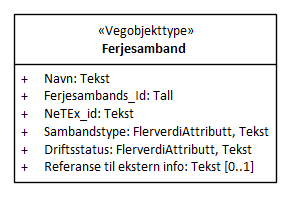 «Vegobjekttype»
Ferjesamband
+ Navn: Tekst
+ Ferjesambands_Id: Tall
+ NeTEx_id: Tekst
+ Sambandstype: FlerverdiAttributt, Tekst
+ Driftsstatus: FlerverdiAttributt, Tekst
+ Referanse til ekstern info: Tekst [0..1]